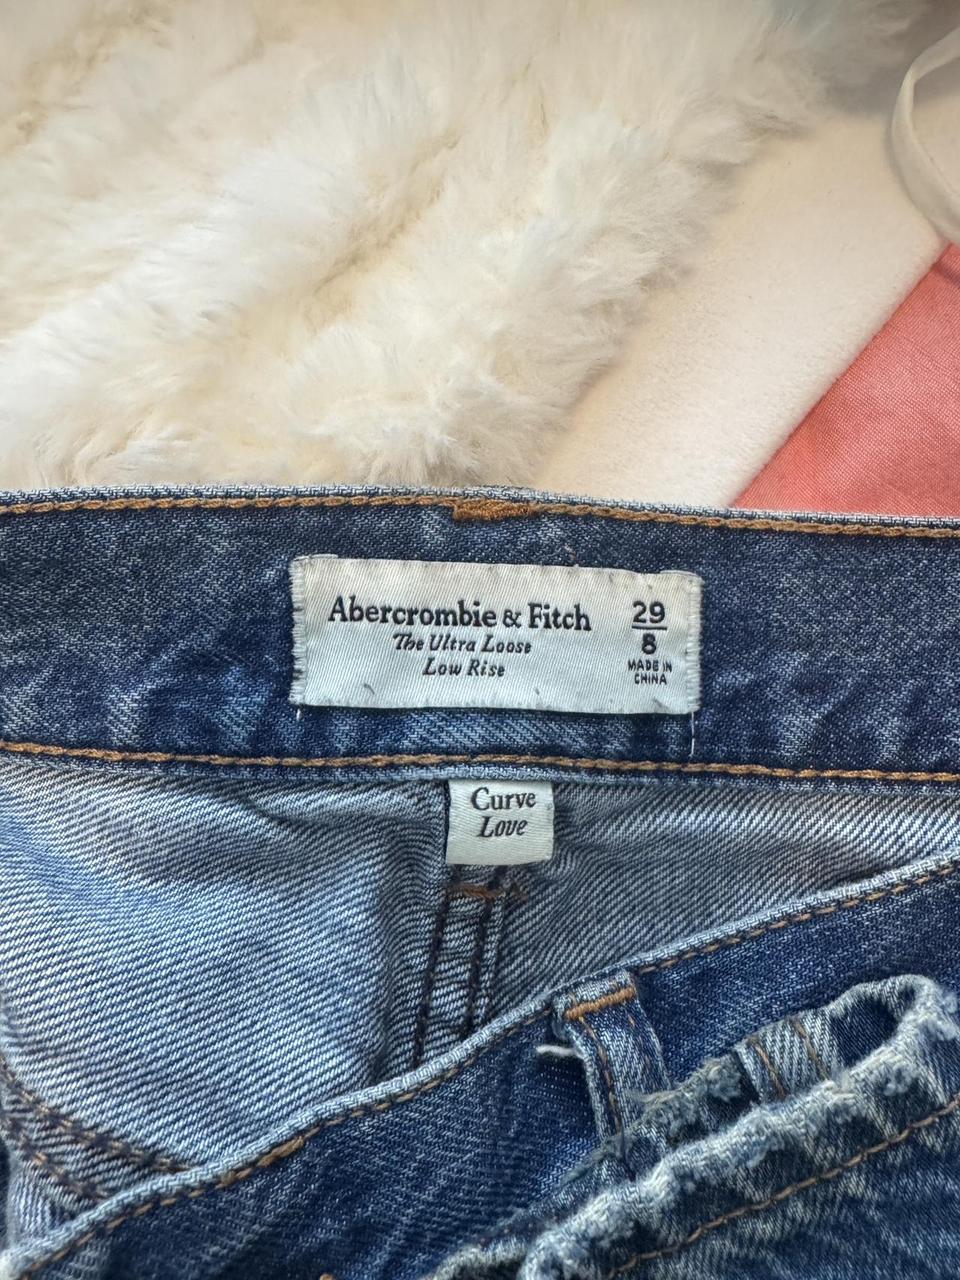 Abercrombie & Fitch
The Ultra Loose
Low Rise
29
8
MADE IN
CHINA
Curve
Love